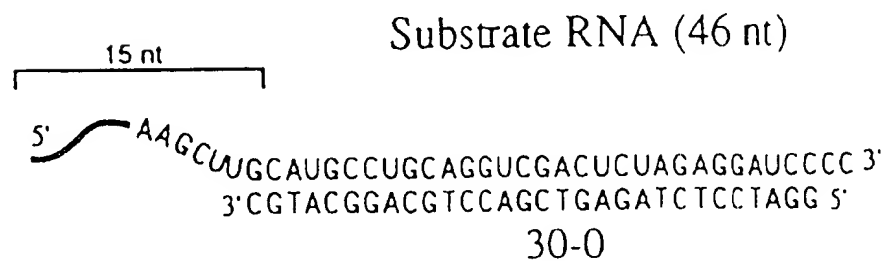 Substrate RNA (46 nt)
15 nt
5' AAGCUUGCAUGCCUGCAGGUCGACUCUAGAGGAUCCCC 3'
3'CGTACGGACGTCCAGCTGAGATCTCCTAGG 5'
30-0